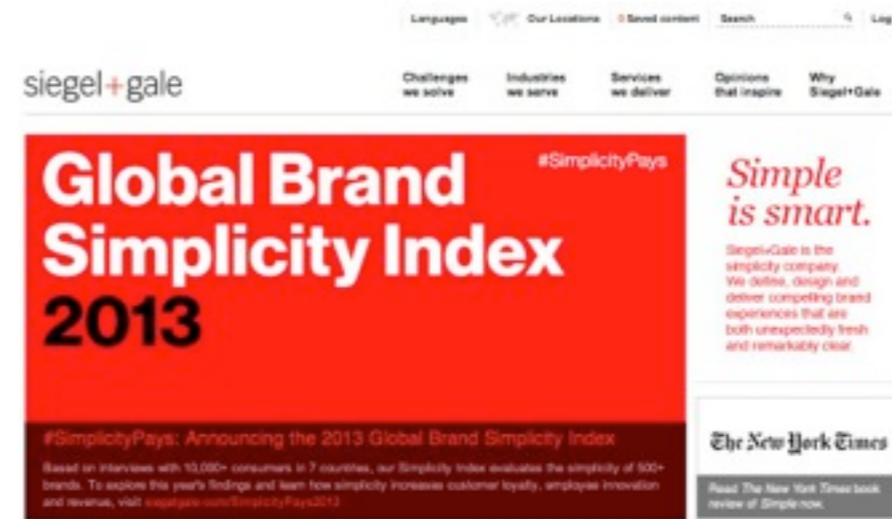 Languages Our Locations 0 Saved content Search Log
siegel+gale
Challenges we solve
Industries we serve
Services we deliver
Opinions that inspire
Why Siegel+Gale
Global Brand
Simplicity Index
2013
#SimplicityPays
Simple
is smart.
Siegel+Gale is the
simplicity company.
We define, design and
deliver compelling brand
experiences that are
both unexpectedly fresh
and remarkably clear.
#SimplicityPays: Announcing the 2013 Global Brand Simplicity Index
Based on interviews with 10,000+ consumers in 7 countries, our Simplicity Index evaluates the simplicity of 500+
brands. To explore this year's findings and learn how simplicity increases customer loyalty, employee innovation
and revenue, visit siegelgale.com/SimplicityPays2013
The New York Times
Read The New York Times book
review of Simple now.